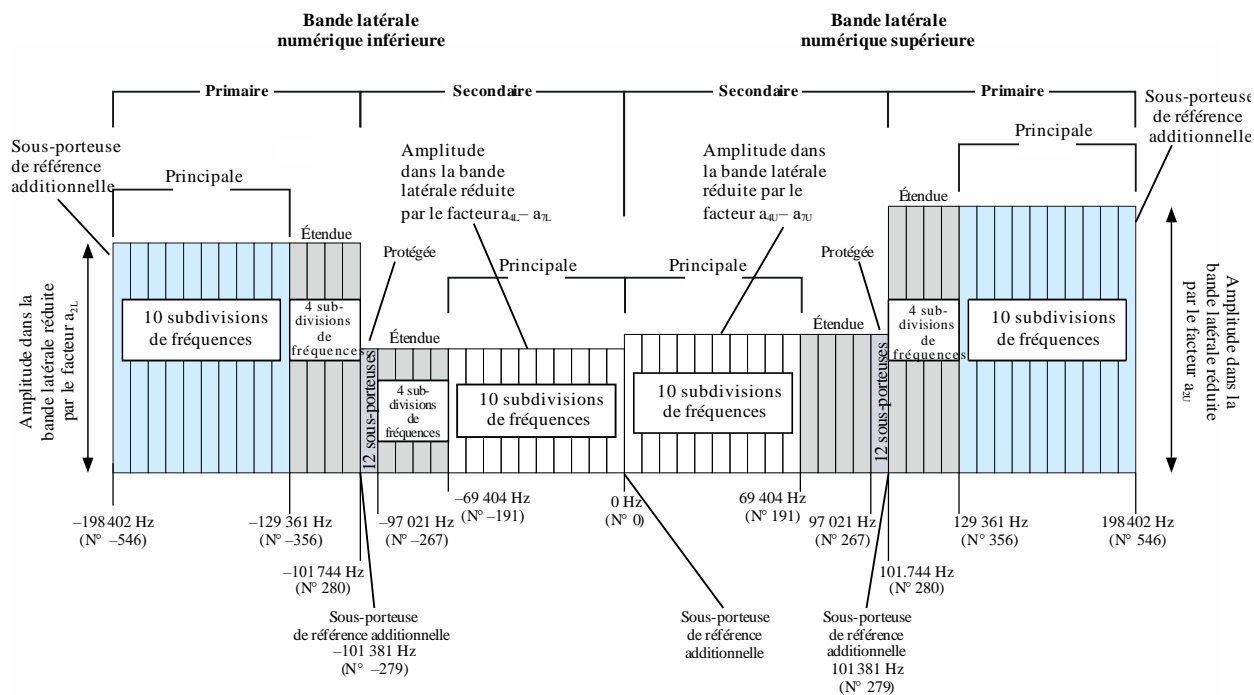 Bande latérale
numérique inférieure
Bande latérale
numérique supérieure
Primaire
Secondaire
Secondaire
Primaire
Sous-porteuse
de référence
additionnelle
Principale
Amplitude
dans la bande
latérale réduite
par le facteur a4L– a7L
Amplitude dans
la bande latérale
réduite par le
facteur a4U– a7U
Principale
Sous-porteuse
de référence
additionnelle
Étendue
Protégée
Principale
Principale
Protégée
Étendue
Étendue
Étendue
Amplitude dans la
bande latérale réduite
par le facteur a2L
10 subdivisions
de fréquences
4 sub-
divisions
de
fréquences
12 sous-porteuses
4 sub-
divisions
de
fréquences
10 subdivisions
de fréquences
10 subdivisions
de fréquences
12 sous-porteuses
4 sub-
divisions
de
fréquences
10 subdivisions
de fréquences
Amplitude dans la
bande latérale réduite
par le facteur a2U
–198 402 Hz
(N° –546)
–129 361 Hz
(N° –356)
–101 744 Hz
(N° 280)
–97 021 Hz
(N° –267)
–69 404 Hz
(N° –191)
0 Hz
(N° 0)
69 404 Hz
(N° 191)
97 021 Hz
(N° 267)
101.744 Hz
(N° 280)
129 361 Hz
(N° 356)
198 402 Hz
(N° 546)
Sous-porteuse
de référence additionnelle
–101 381 Hz
(N° –279)
Sous-porteuse
de référence
additionnelle
Sous-porteuse
de référence
additionnelle
101 381 Hz
(N° 279)